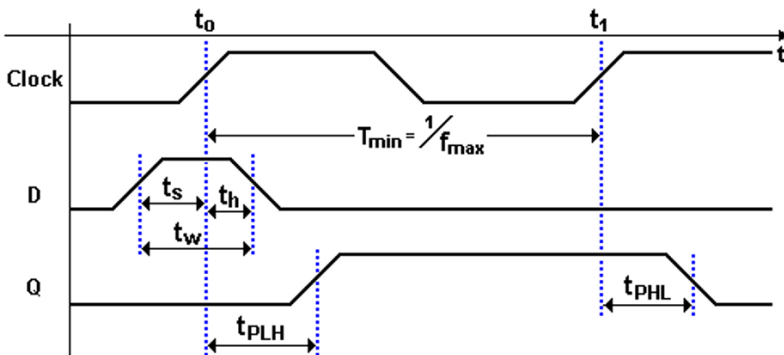 t0 t1
t
Clock
Tmin = 1/fmax
D
ts th
tw
Q
tPHL
tPLH